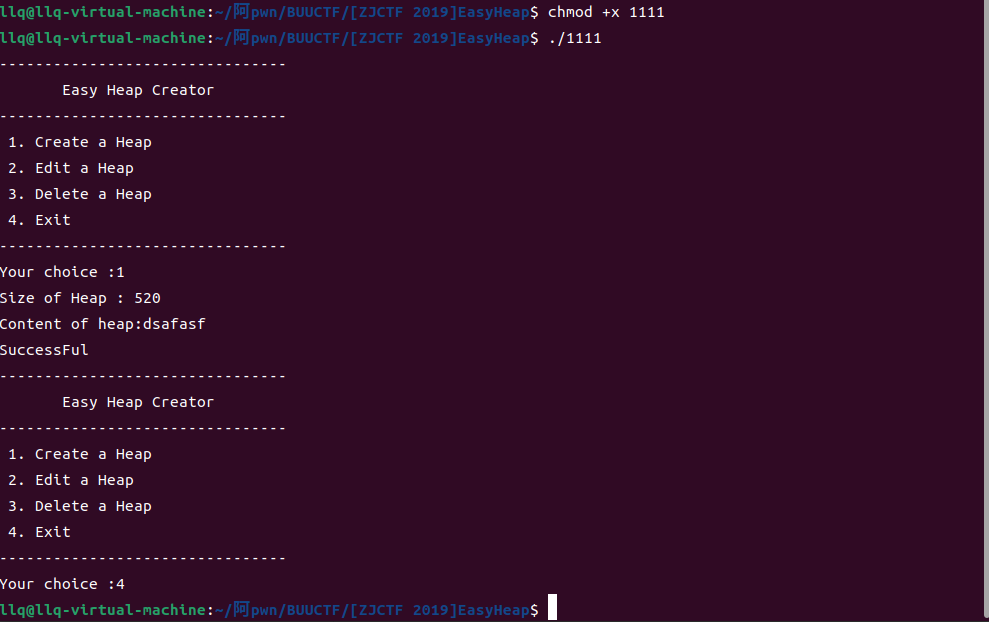 llq@llq-virtual-machine:~/阿pwn/BUUCTF/[ZJCTF 2019]EasyHeap$ chmod +x 1111
llq@llq-virtual-machine:~/阿pwn/BUUCTF/[ZJCTF 2019]EasyHeap$ ./1111
--------------------------------
       Easy Heap Creator
--------------------------------
 1. Create a Heap
 2. Edit a Heap
 3. Delete a Heap
 4. Exit
--------------------------------
Your choice :1
Size of Heap : 520
Content of heap:dsafasf
SuccessFul
--------------------------------
       Easy Heap Creator
--------------------------------
 1. Create a Heap
 2. Edit a Heap
 3. Delete a Heap
 4. Exit
--------------------------------
Your choice :4
llq@llq-virtual-machine:~/阿pwn/BUUCTF/[ZJCTF 2019]EasyHeap$